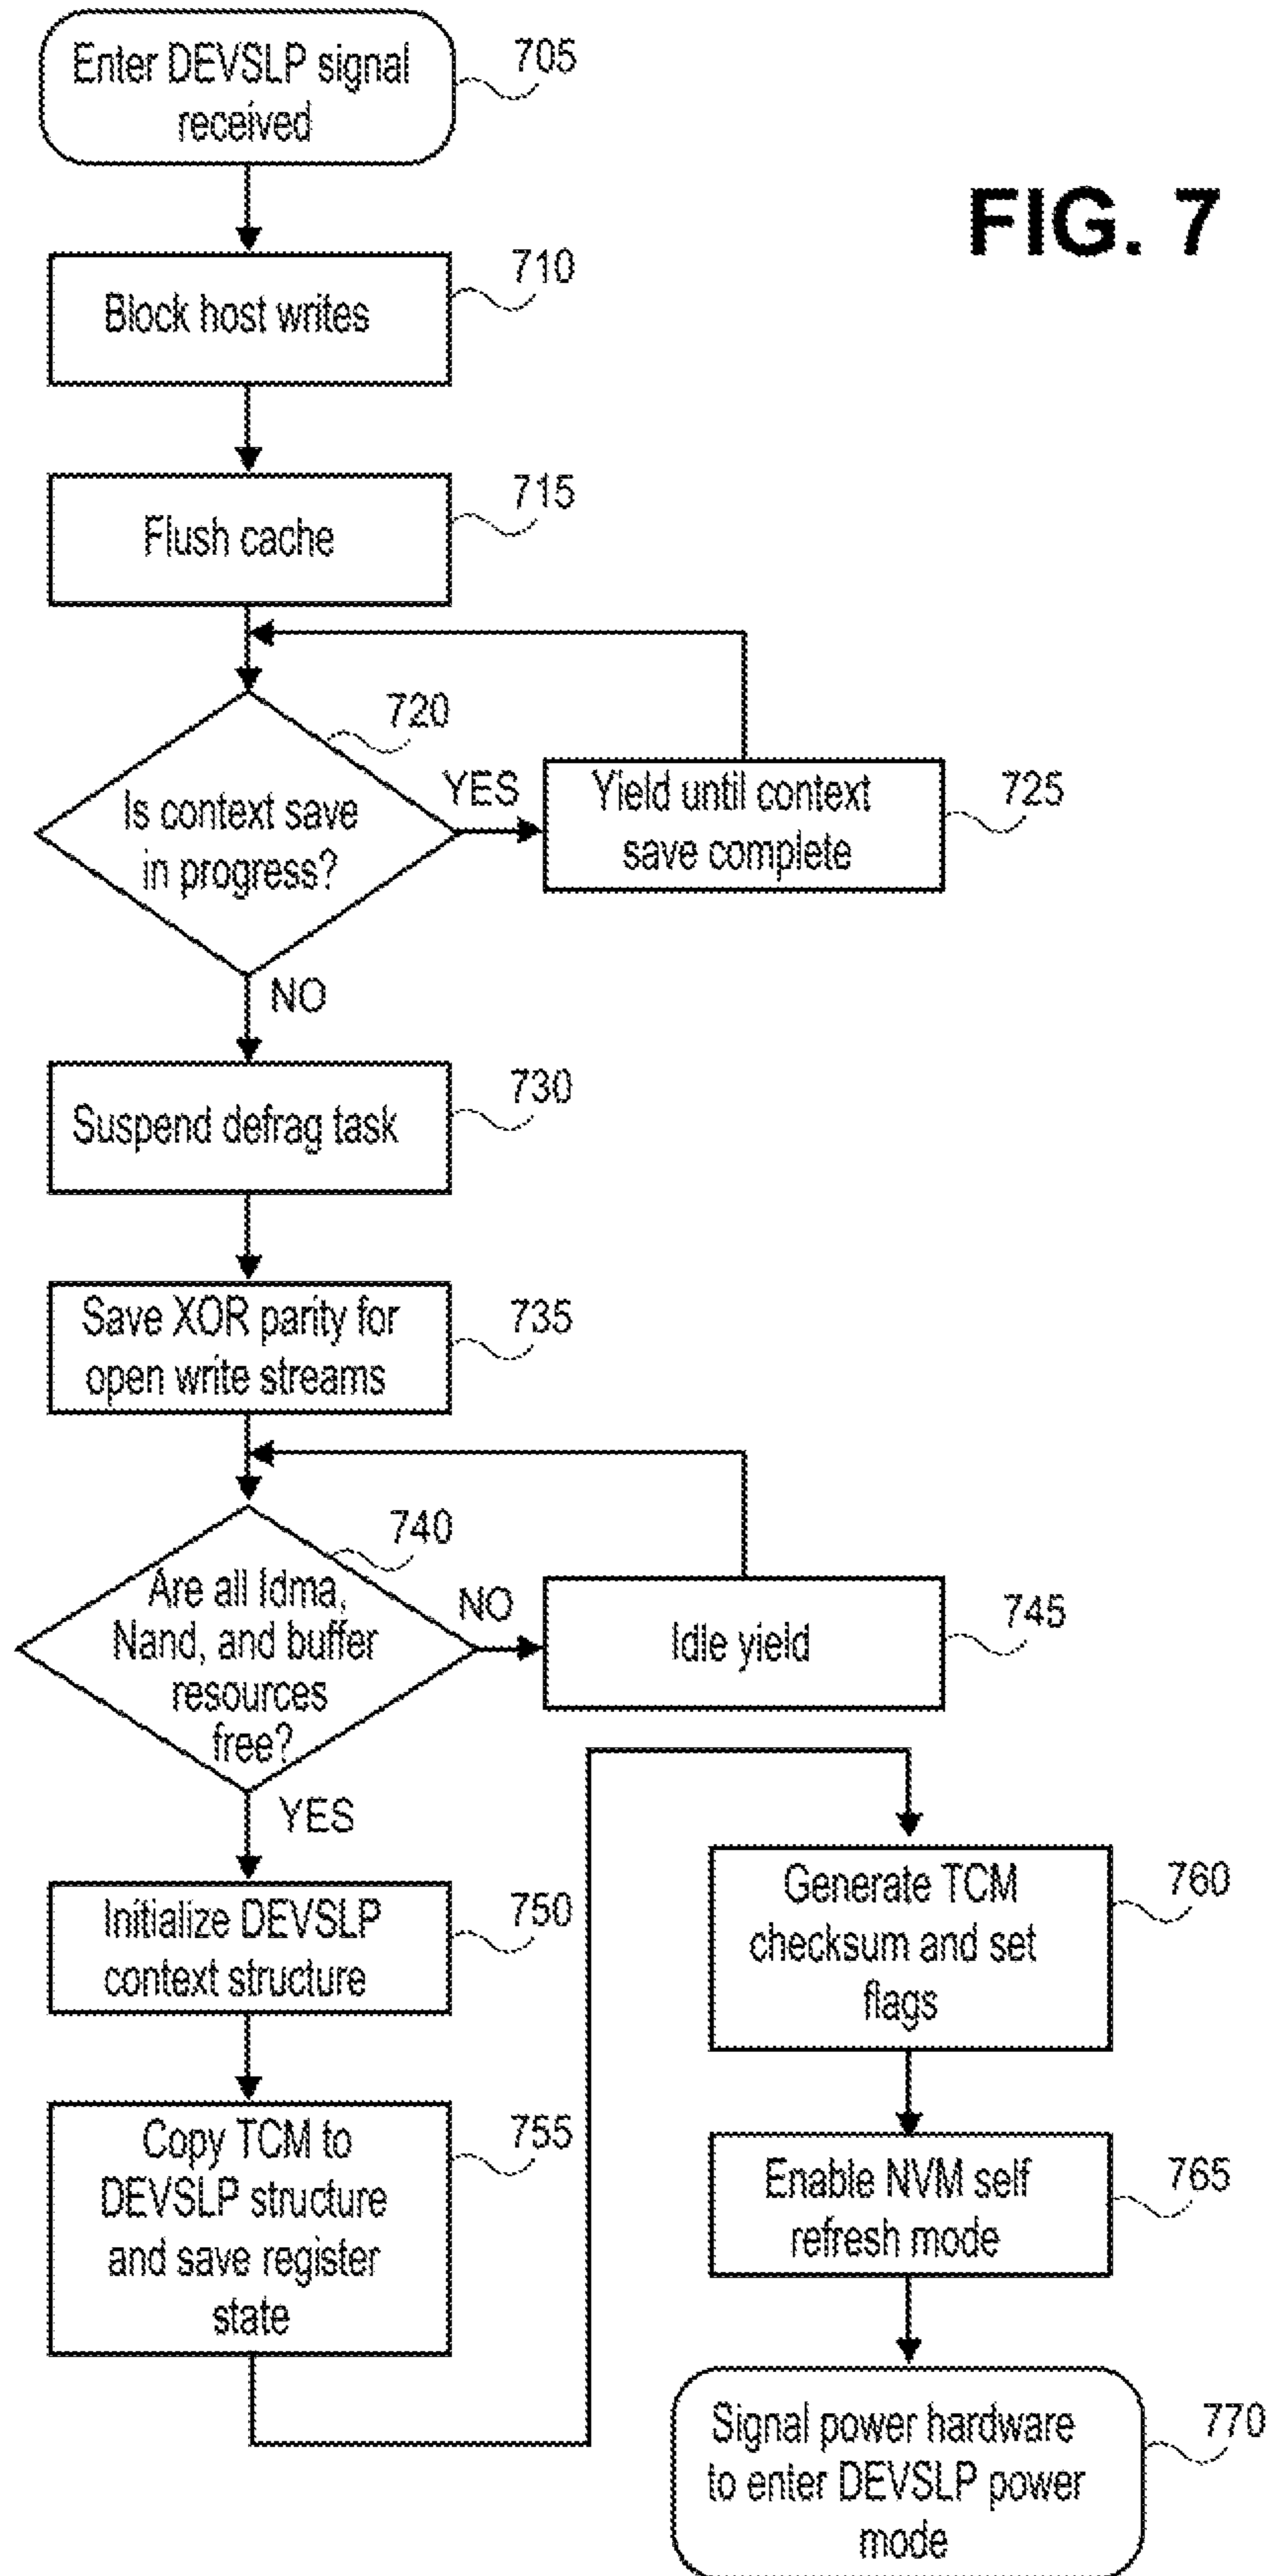 Enter DEVSLP signal
received
705
FIG. 7
Block host writes
710
Flush cache
715
Is context save
in progress?
720
YES
Yield until context
save complete
725
NO
Suspend defrag task
730
Save XOR parity for
open write streams
735
Are all Idma,
Nand, and buffer
resources
free?
740
NO
Idle yield
745
YES
Initialize DEVSLP
context structure
750
Copy TCM to
DEVSLP structure
and save register
state
755
Generate TCM
checksum and set
flags
760
Enable NVM self
refresh mode
765
Signal power hardware
to enter DEVSLP power
mode
770